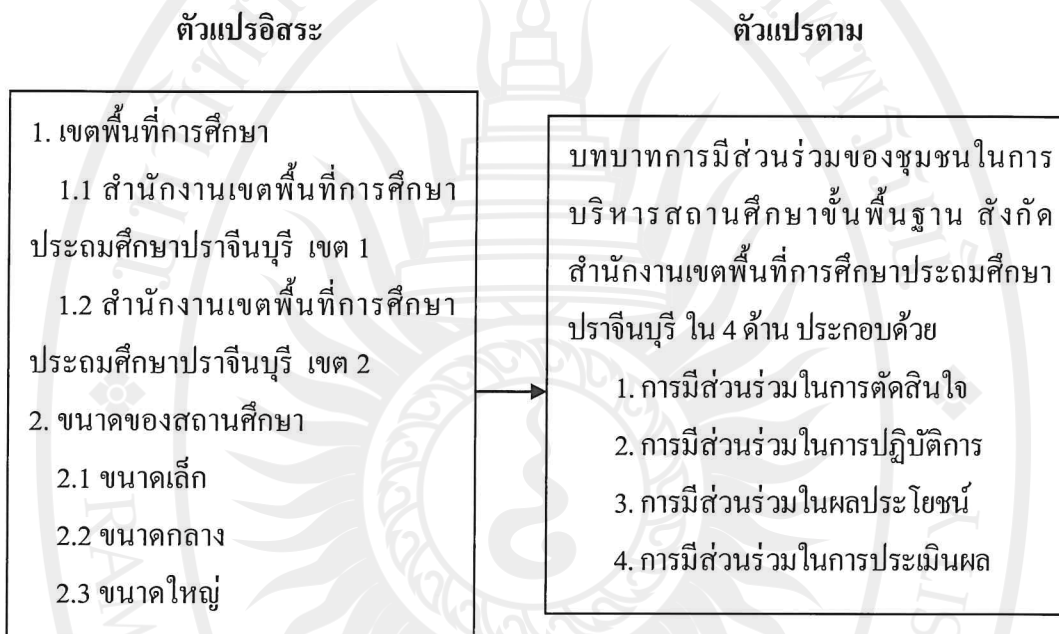 ตัวแปรอิสระ
1. เขตพื้นที่การศึกษา
1.1 สำนักงานเขตพื้นที่การศึกษา
ประถมศึกษาปราจีนบุรี เขต 1
1.2 สำนักงานเขตพื้นที่การศึกษา
ประถมศึกษาปราจีนบุรี เขต 2
2. ขนาดของสถานศึกษา
2.1 ขนาดเล็ก
2.2 ขนาดกลาง
2.3 ขนาดใหญ่
ตัวแปรตาม
บทบาทการมีส่วนร่วมของชุมชนในการ
บริหารสถานศึกษาขั้นพื้นฐาน สังกัด
สำนักงานเขตพื้นที่การศึกษาประถมศึกษา
ปราจีนบุรี ใน 4 ด้าน ประกอบด้วย
1. การมีส่วนร่วมในการตัดสินใจ
2. การมีส่วนร่วมในการปฏิบัติการ
3. การมีส่วนร่วมในผลประโยชน์
4. การมีส่วนร่วมในการประเมินผล